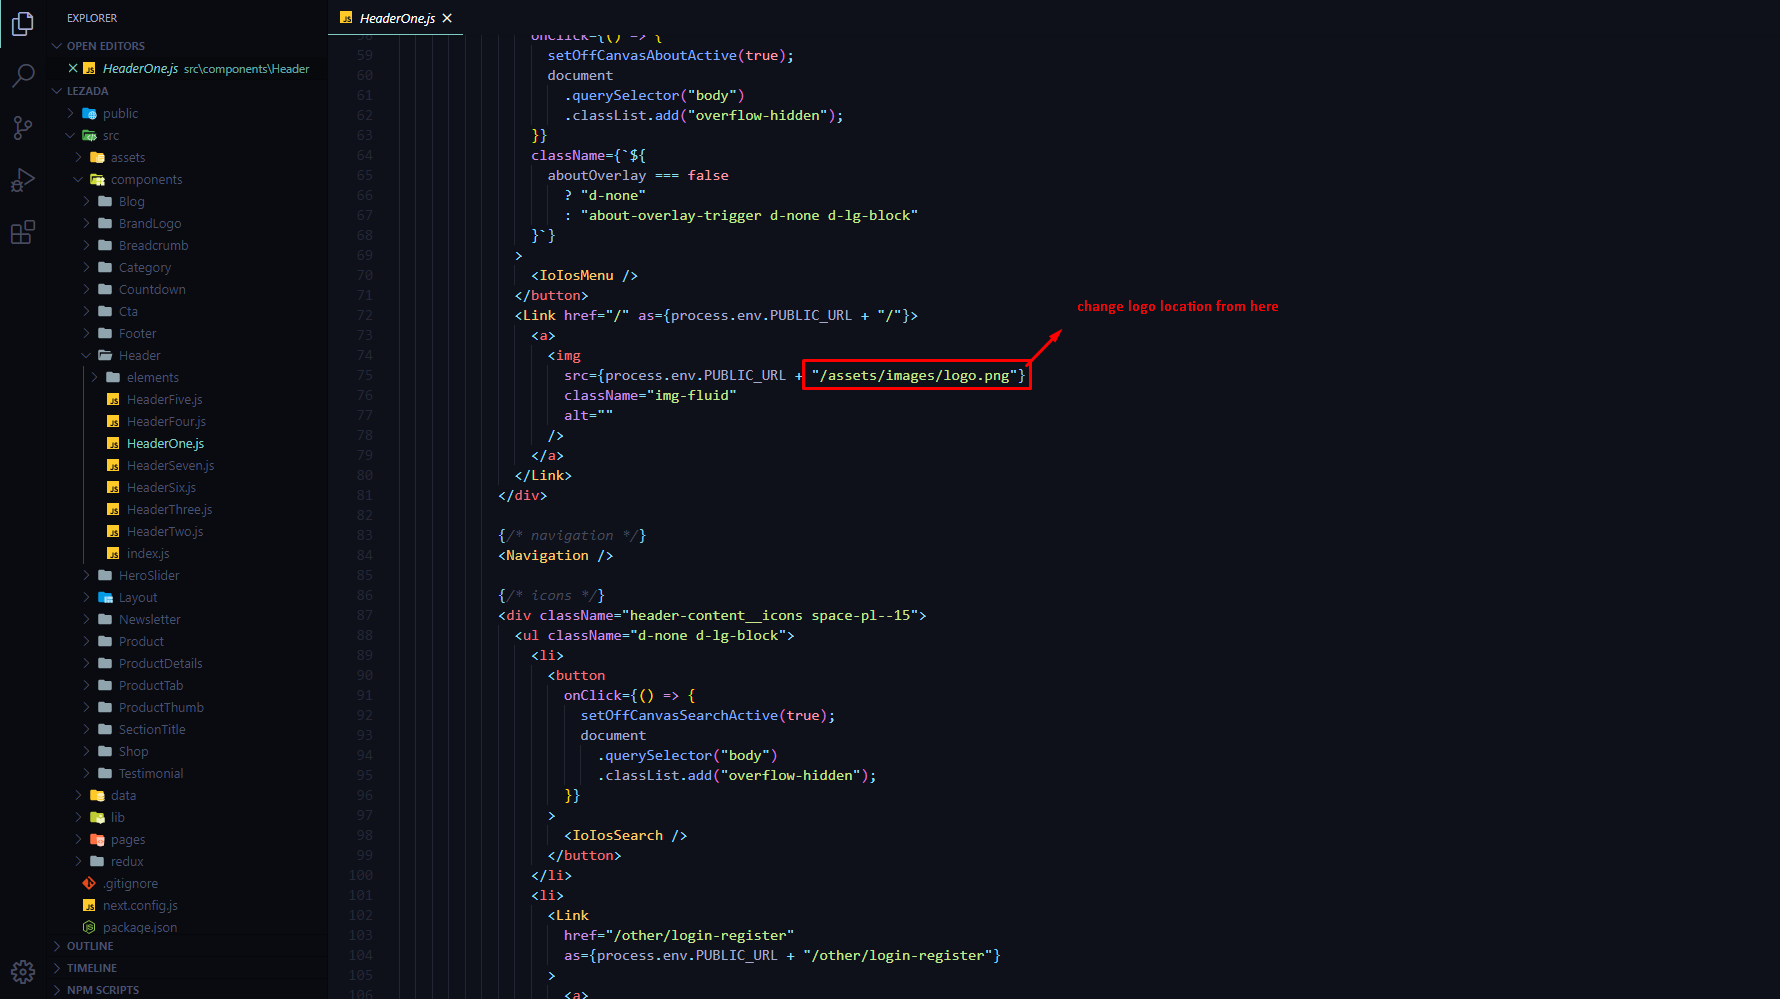 EXPLORER
OPEN EDITORS
HeaderOne.js src\components\Header
LEZADA
public
src
assets
components
Blog
BrandLogo
Breadcrumb
Category
Countdown
Cta
Footer
Header
elements
HeaderFive.js
HeaderFour.js
HeaderOne.js
HeaderSeven.js
HeaderSix.js
HeaderThree.js
HeaderTwo.js
index.js
HeroSlider
Layout
Newsletter
Product
ProductDetails
ProductTab
ProductThumb
SectionTitle
Shop
Testimonial
data
lib
pages
redux
.gitignore
next.config.js
package.json
OUTLINE
TIMELINE
NPM SCRIPTS
HeaderOne.js
58 onClick={() => {
59 setOffCanvasAboutActive(true);
60 document
61 .querySelector("body")
62 .classList.add("overflow-hidden");
63 }}
64 className={`${
65 aboutOverlay === false
66 ? "d-none"
67 : "about-overlay-trigger d-none d-lg-block"
68 }`}
69 >
70 <IoIosMenu />
71 </button>
72 <Link href="/" as={process.env.PUBLIC_URL + "/"}>
73 <a>
74 <img
75 src={process.env.PUBLIC_URL + "/assets/images/logo.png"}
76 className="img-fluid"
77 alt=""
78 />
79 </a>
80 </Link>
81 </div>
82
83 {/* navigation */}
84 <Navigation />
85
86 {/* icons */}
87 <div className="header-content__icons space-pl--15">
88 <ul className="d-none d-lg-block">
89 <li>
90 <button
91 onClick={() => {
92 setOffCanvasSearchActive(true);
93 document
94 .querySelector("body")
95 .classList.add("overflow-hidden");
96 }}
97 >
98 <IoIosSearch />
99 </button>
100 </li>
101 <li>
102 <Link
103 href="/other/login-register"
104 as={process.env.PUBLIC_URL + "/other/login-register"}
105 >
106 <a>
change logo location from here